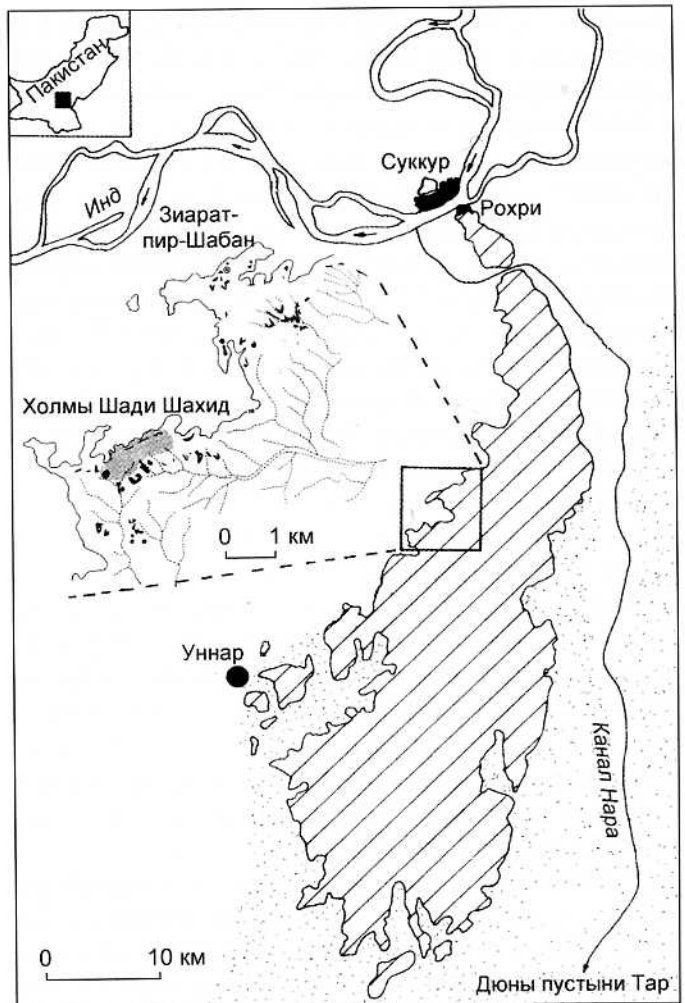 Пакистан
Суккур
Рохри
Инд
Зиарат-
пир-Шабан
Холмы Шади Шахид
0 1 км
Уннар
Канал Нара
0 10 км
Дюны пустыни Тар